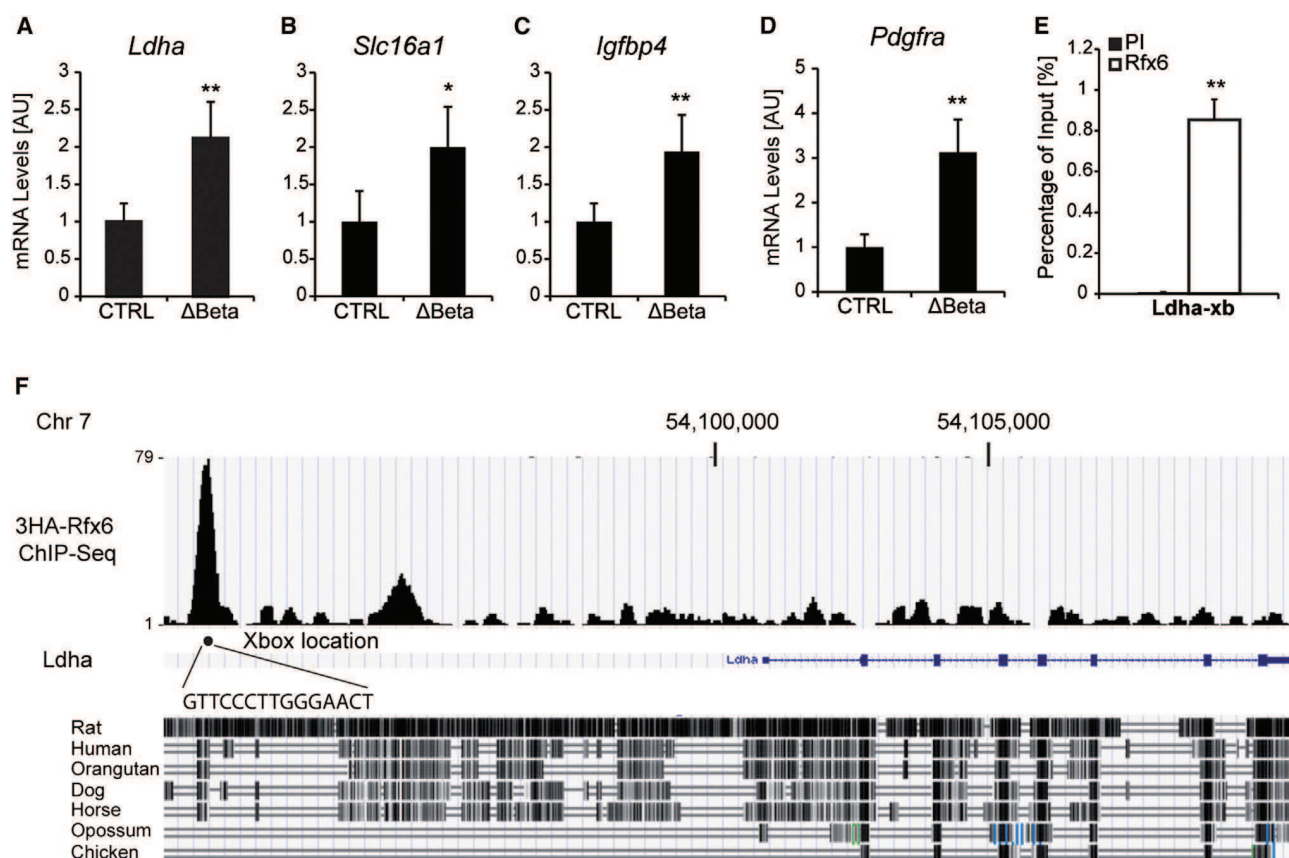 A
Ldha
mRNA Levels [AU]
3
2.5
2
1.5
1
0.5
0
**
CTRL
ΔBeta
B
Slc16a1
3
2.5
2
1.5
1
0.5
0
*
CTRL
ΔBeta
C
Igfbp4
3
2.5
2
1.5
1
0.5
0
**
CTRL
ΔBeta
D
Pdgfra
mRNA Levels [AU]
5
4
3
2
1
0
**
CTRL
ΔBeta
E
PI
Rfx6
Percentage of Input [%]
1.2
1
0.8
0.6
0.4
0.2
0
**
Ldha-xb
F
Chr 7
54,100,000
54,105,000
79
3HA-Rfx6
ChIP-Seq
1
Xbox location
Ldha
Ldha
GTTCCCTTGGGAACT
Rat
Human
Orangutan
Dog
Horse
Opossum
Chicken